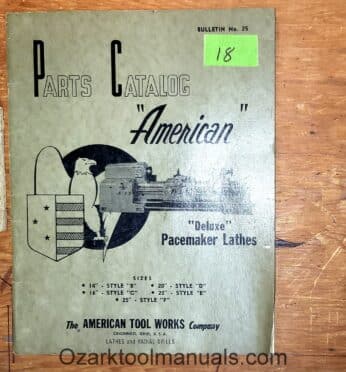 BULLETIN No. 25
18
PARTS CATALOG
"American"
"Deluxe"
Pacemaker Lathes
SIZES
• 14" - STYLE "B" • 20" - STYLE "D"
• 16" - STYLE "C" • 25" - STYLE "E"
• 25" - STYLE "F"
The AMERICAN TOOL WORKS Company
CINCINNATI, OHIO, U.S.A.
LATHES and RADIAL DRILLS
Ozarktoolmanuals.com